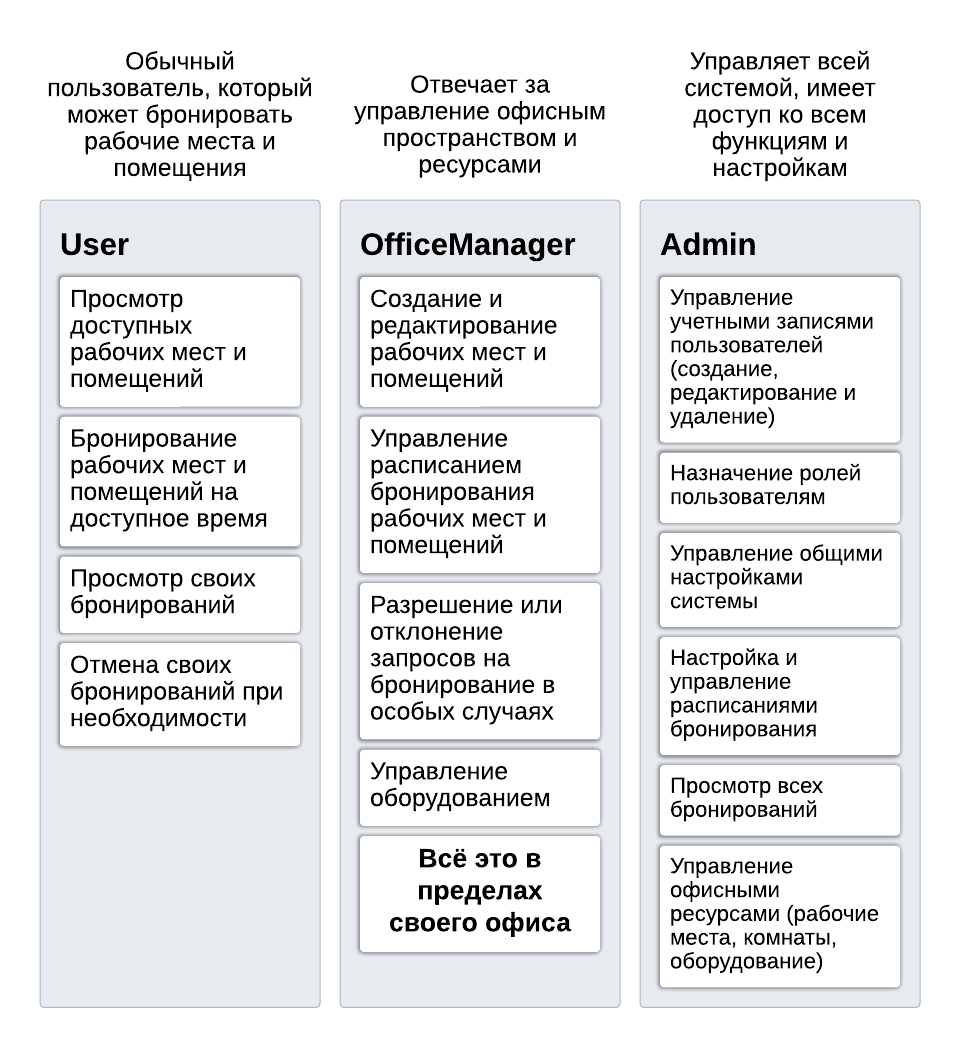 Обычный
пользователь, который
может бронировать
рабочие места и
помещения
Отвечает за
управление офисным
пространством и
ресурсами
Управляет всей
системой, имеет
доступ ко всем
функциям и
настройкам
User
Просмотр
доступных
рабочих мест и
помещений
Бронирование
рабочих мест и
помещений на
доступное время
Просмотр своих
бронирований
Отмена своих
бронирований при
необходимости
OfficeManager
Создание и
редактирование
рабочих мест и
помещений
Управление
расписанием
бронирования
рабочих мест и
помещений
Разрешение или
отклонение
запросов на
бронирование в
особых случаях
Управление
оборудованием
Всё это в
пределах
своего офиса
Admin
Управление
учетными записями
пользователей
(создание,
редактирование и
удаление)
Назначение ролей
пользователям
Управление общими
настройками
системы
Настройка и
управление
расписаниями
бронирования
Просмотр всех
бронирований
Управление
офисными
ресурсами (рабочие
места, комнаты,
оборудование)